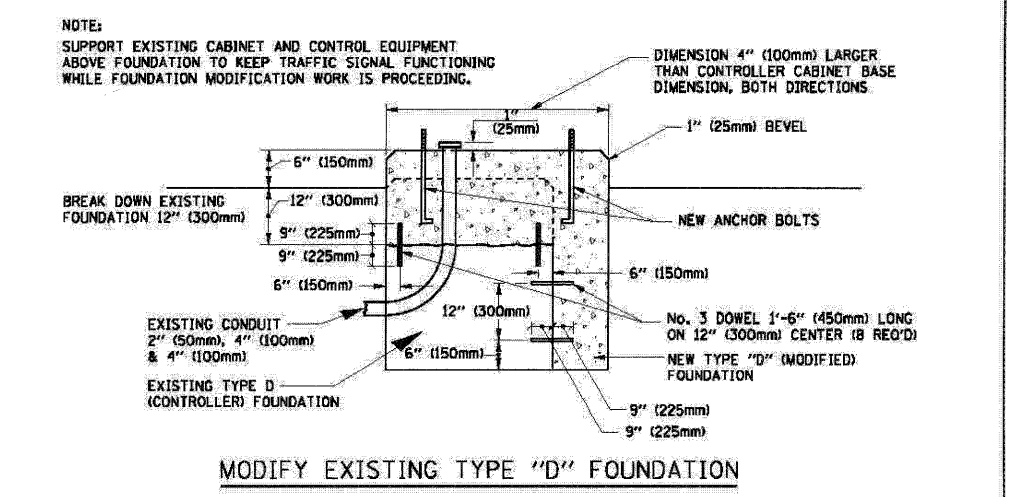 NOTE:
SUPPORT EXISTING CABINET AND CONTROL EQUIPMENT
ABOVE FOUNDATION TO KEEP TRAFFIC SIGNAL FUNCTIONING
WHILE FOUNDATION MODIFICATION WORK IS PROCEEDING.
DIMENSION 4" (100mm) LARGER
THAN CONTROLLER CABINET BASE
DIMENSION, BOTH DIRECTIONS
1"
(25mm)
1" (25mm) BEVEL
6" (150mm)
BREAK DOWN EXISTING
FOUNDATION 12" (300mm)
12" (300mm)
NEW ANCHOR BOLTS
9" (225mm)
9" (225mm)
6" (150mm)
6" (150mm)
12" (300mm)
EXISTING CONDUIT
2" (50mm), 4" (100mm)
& 4" (100mm)
No. 3 DOWEL 1'-6" (450mm) LONG
ON 12" (300mm) CENTER (8 REQ'D)
6" (150mm)
NEW TYPE "D" (MODIFIED)
FOUNDATION
EXISTING TYPE D
(CONTROLLER) FOUNDATION
9" (225mm)
9" (225mm)
MODIFY EXISTING TYPE "D" FOUNDATION